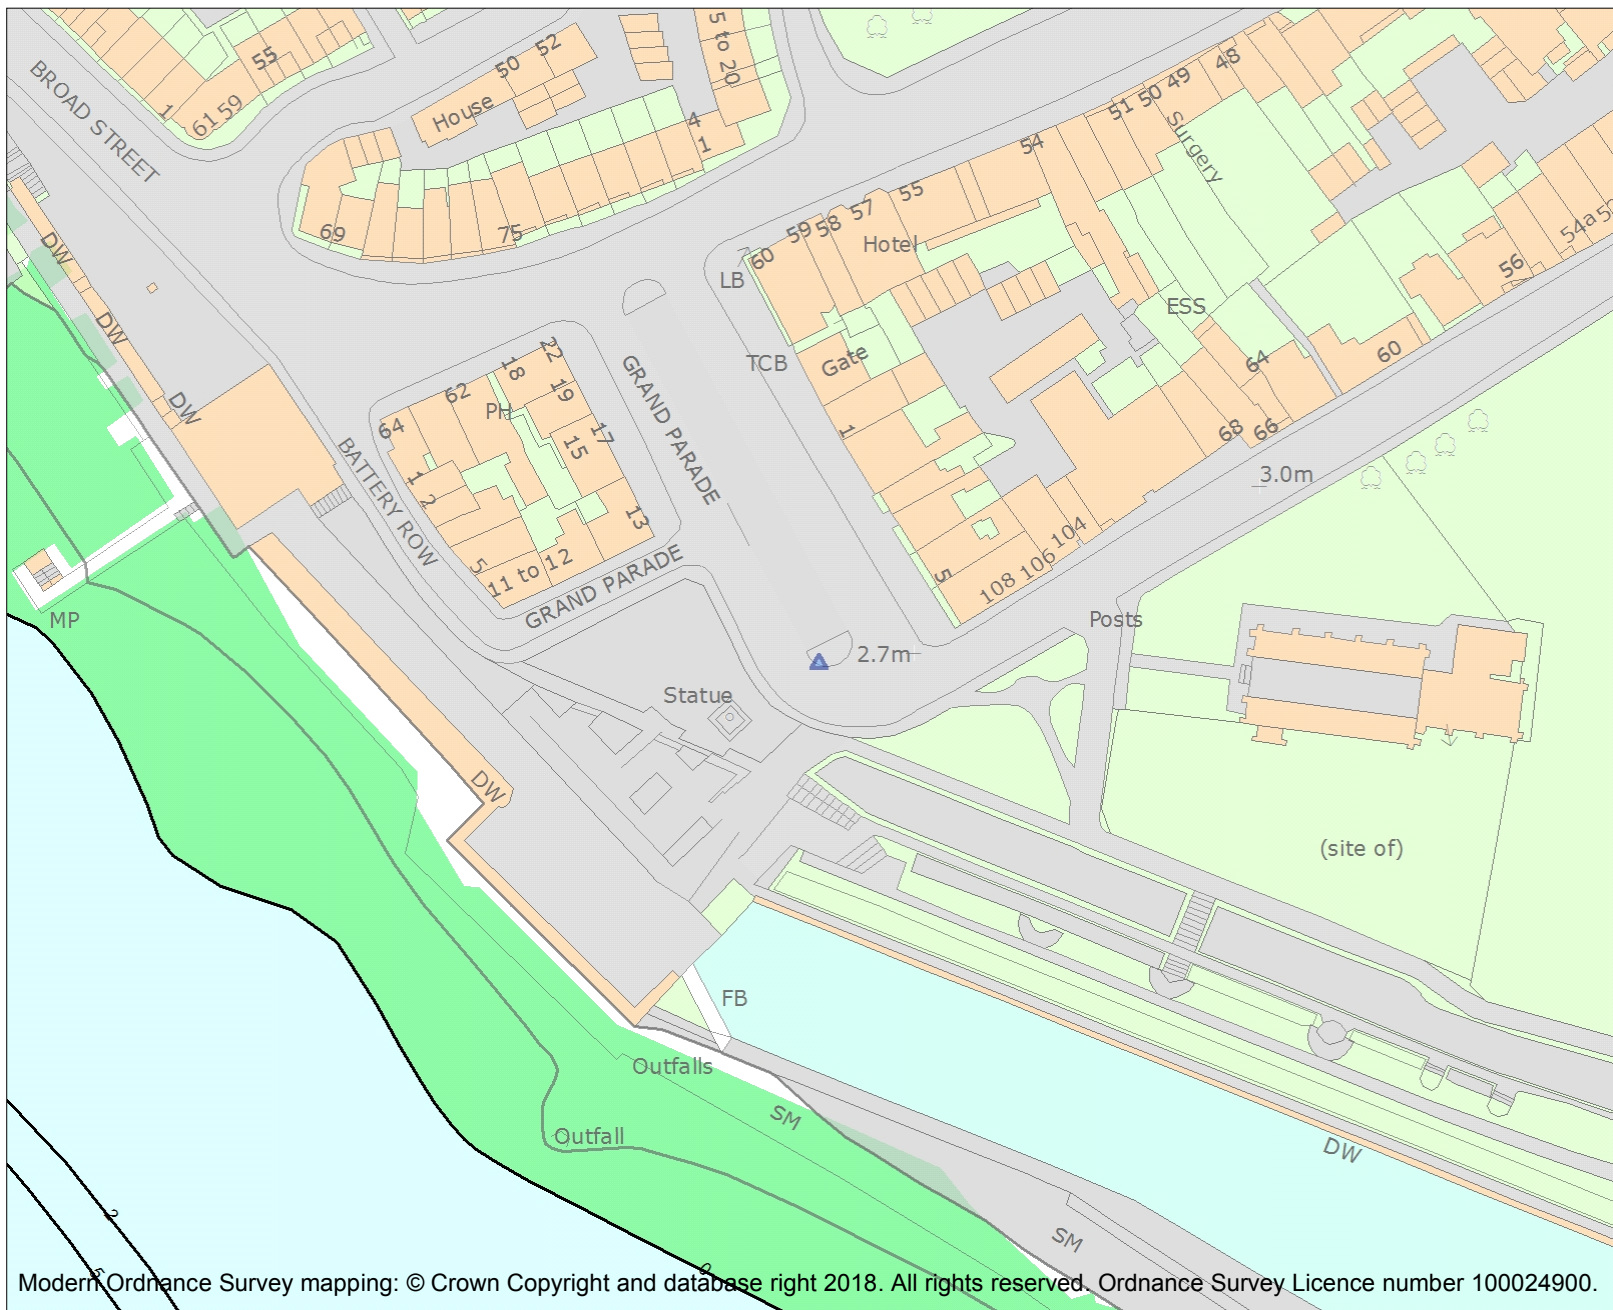 5 to 20
52
55
50
48
49
50
51
BROAD STREET
1
61
59
House
4
1
54
Surgery
55
57
58
59
60
Hotel
69
75
54a
DW
LB
56
ESS
DW
TCB
Gate
22
18
19
62
PH
GRAND PARADE
64
60
DW
64
17
15
1
68
66
BATTERY ROW
1
2
3.0m
13
5
11 to 12
104
106
108
5
GRAND PARADE
MP
Posts
2.7m
Statue
DW
(site of)
FB
Outfalls
SM
Outfall
DW
2
SM
5
0
Modern Ordnance Survey mapping: © Crown Copyright and database right 2018. All rights reserved. Ordnance Survey Licence number 100024900.